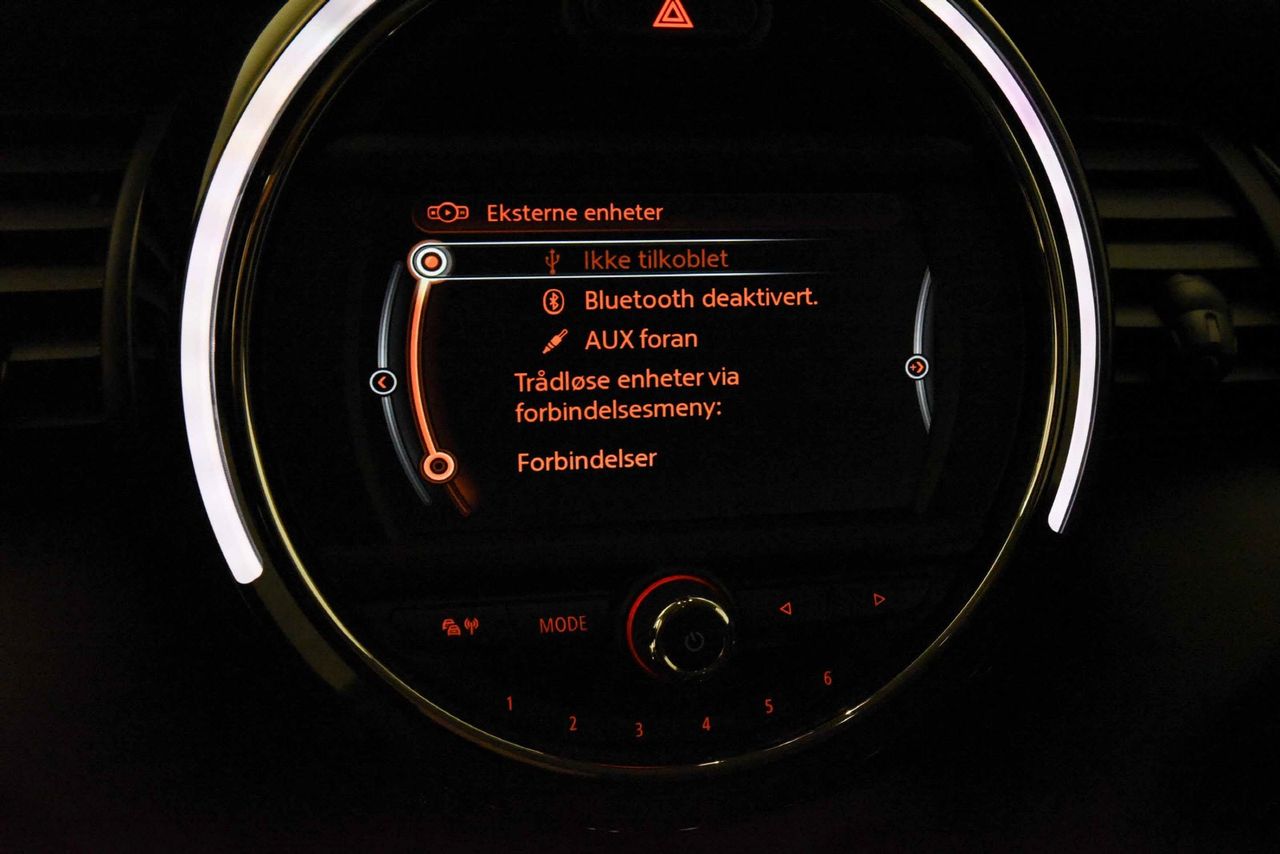 Eksterne enheter
Ikke tilkoblet
Bluetooth deaktivert.
AUX foran
Trådløse enheter via
forbindelsesmeny:
Forbindelser
MODE
1 2 3 4 5 6